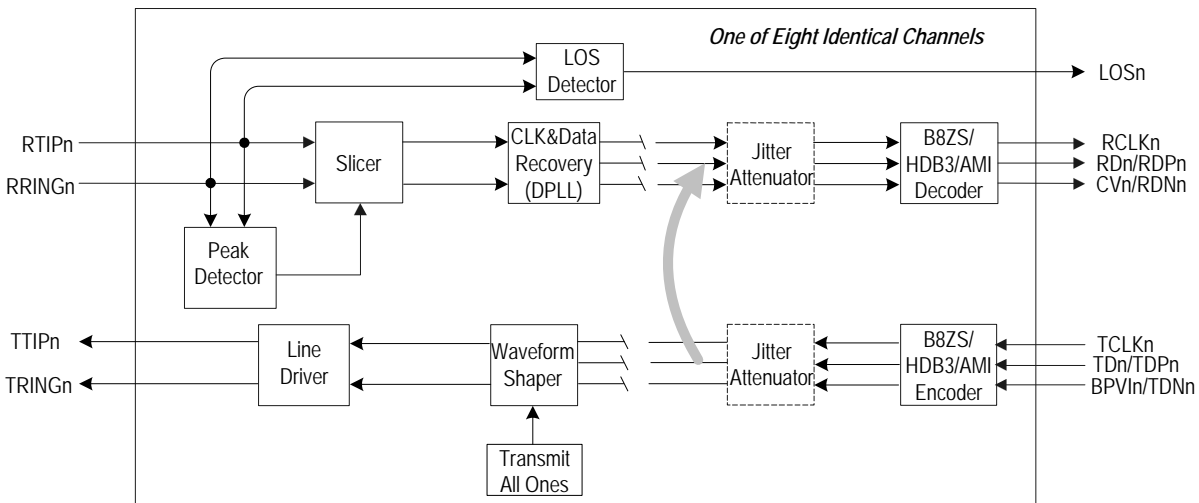 One of Eight Identical Channels
LOS
Detector
LOSn
RTIPn
RRINGn
Slicer
CLK&Data
Recovery
(DPLL)
Jitter
Attenuator
B8ZS/
HDB3/AMI
Decoder
RCLKn
RDn/RDPn
CVn/RDNn
Peak
Detector
TTIPn
TRINGn
Line
Driver
Waveform
Shaper
Jitter
Attenuator
B8ZS/
HDB3/AMI
Encoder
TCLKn
TDn/TDPn
BPVIn/TDNn
Transmit
All Ones